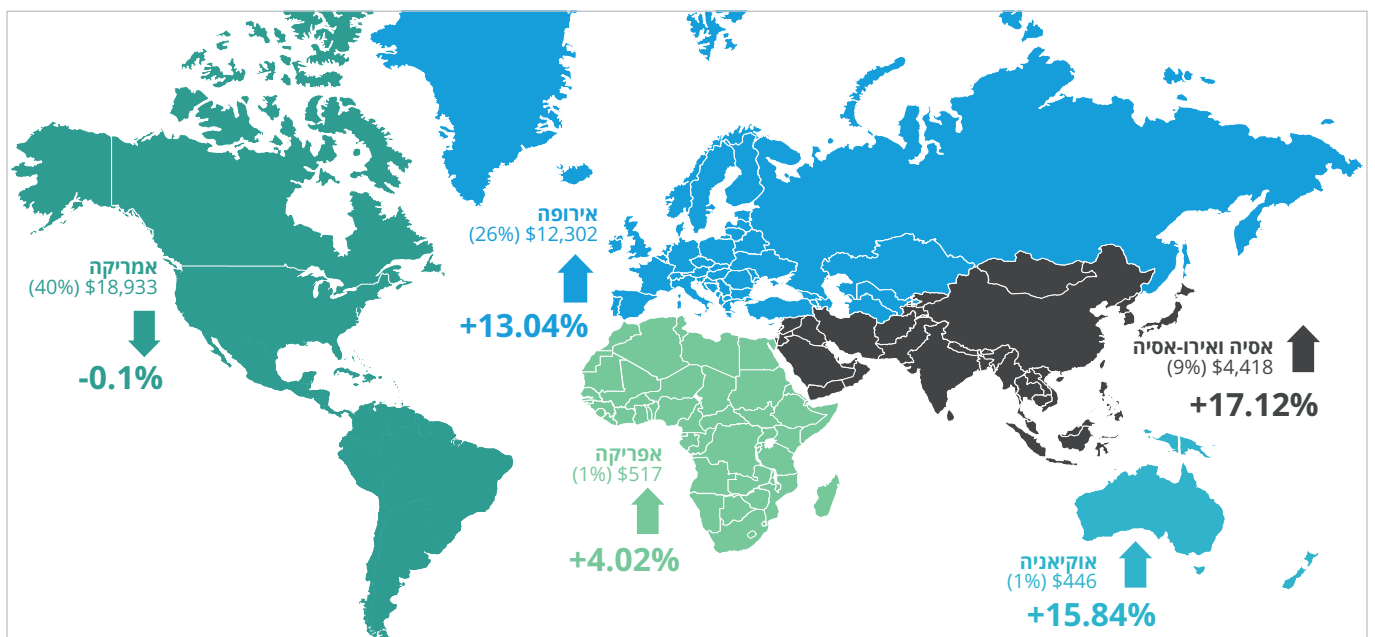 אירופה
(26%) $12,302
+13.04%
אמריקה
(40%) $18,933
-0.1%
אסיה ואירו-אסיה
(9%) $4,418
+17.12%
אפריקה
(1%) $517
+4.02%
אוקיאניה
(1%) $446
+15.84%